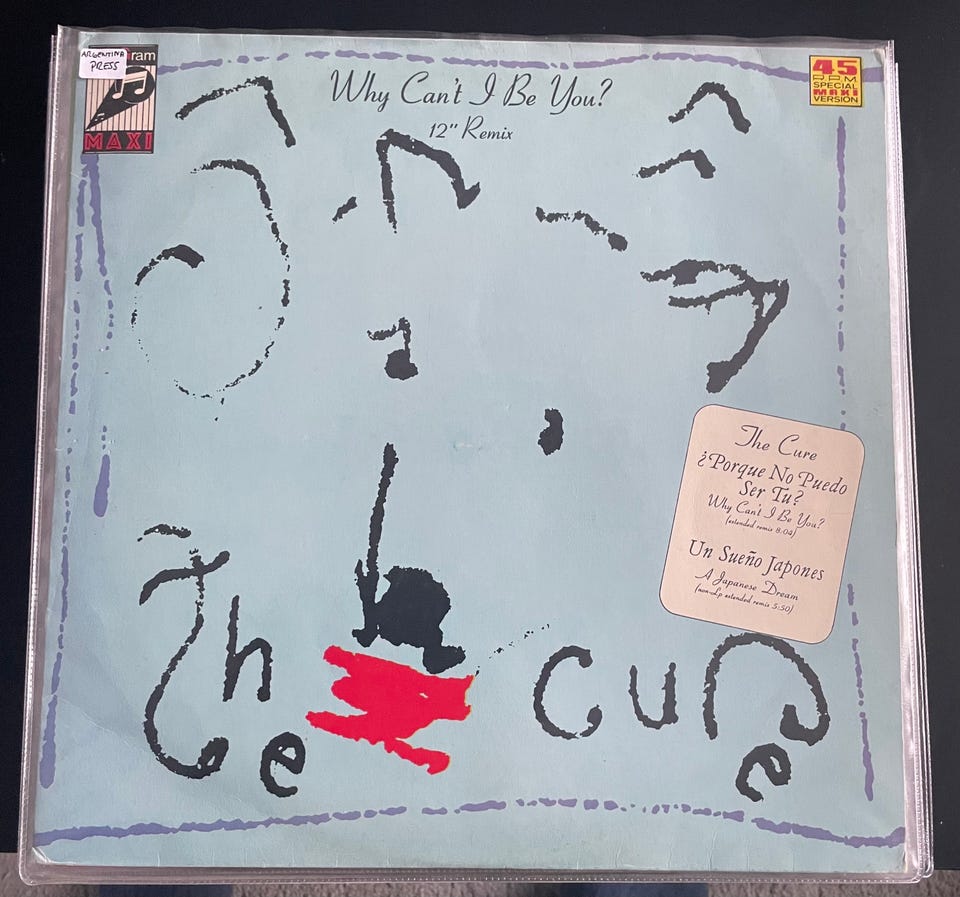 ARGENTINA
PRESS
ram
MAXI
Why Can't I Be You?
12" Remix
45
R.P.M.
SPECIAL
MAXI
VERSION
The Cure
¿Porque No Puedo
Ser Tu?
Why Can't I Be You?
(extended remix 8:04)
Un Sueño Japones
A Japanese Dream
(non-Lp extended remix 5:50)
The cure